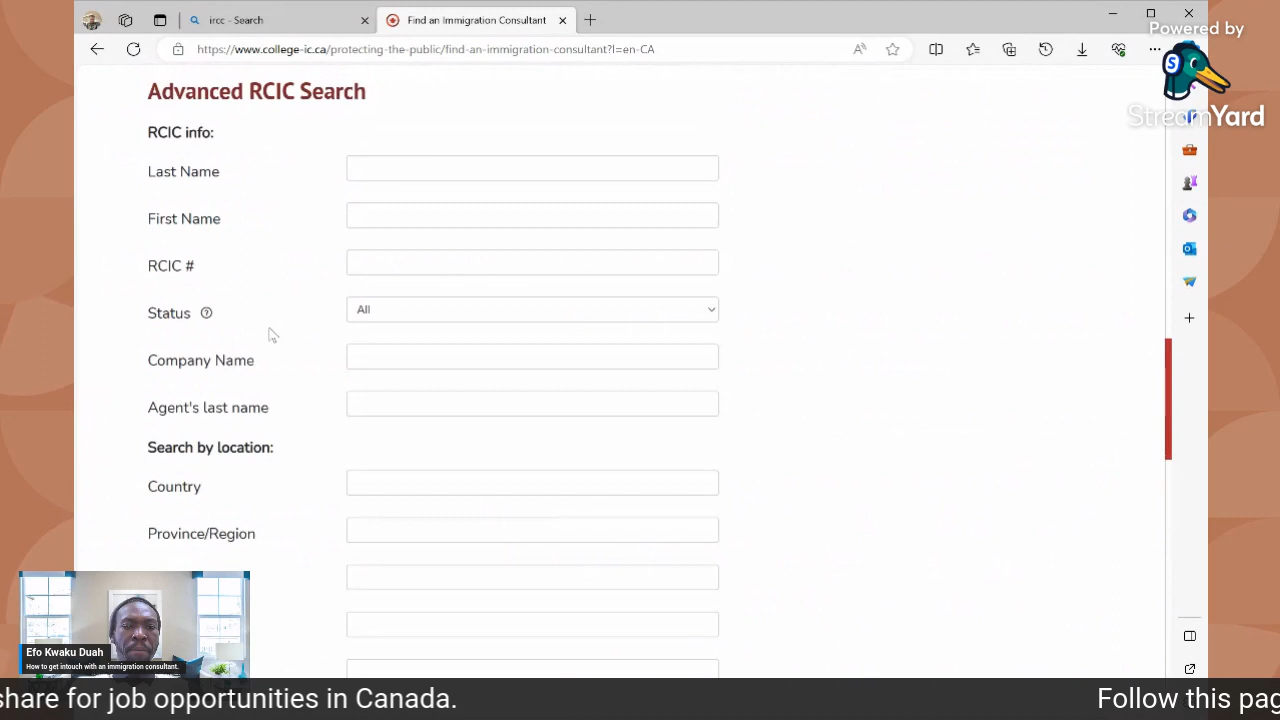 ircc - Search
Find an Immigration Consultant
https://www.college-ic.ca/protecting-the-public/find-an-immigration-consultant?l=en-CA
Powered by
StreamYard
Advanced RCIC Search
RCIC info:
Last Name
First Name
RCIC #
Status
All
Company Name
Agent's last name
Search by location:
Country
Province/Region
Efo Kwaku Duah
How to get intouch with an immigration consultant.
share for job opportunities in Canada.
Follow this pag